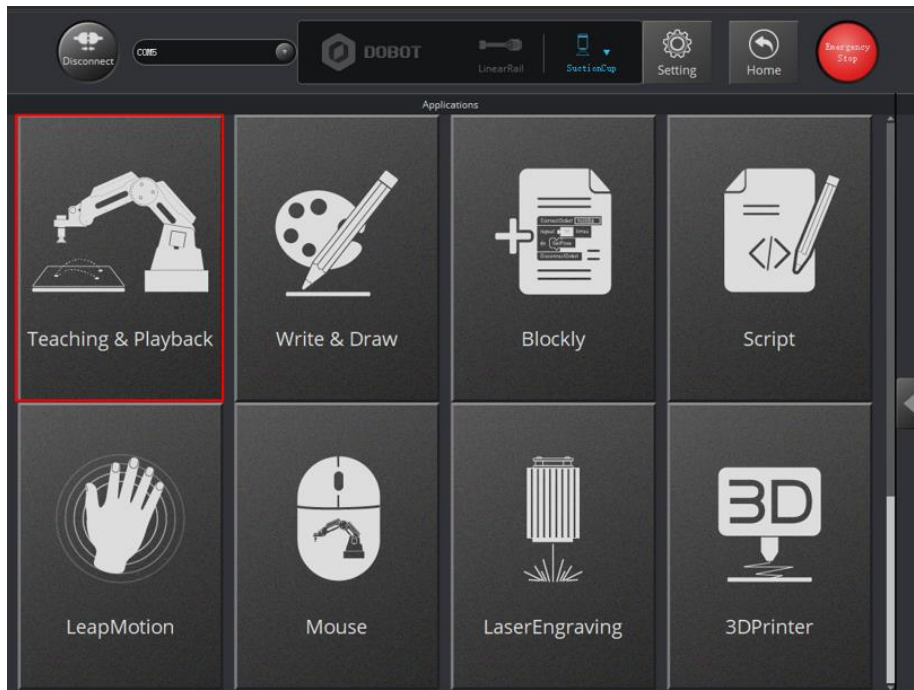 Disconnect
COM5
DOBOT
LinearRail
SuctionCup
Setting
Home
Emergency
Stop
Applications
Teaching & Playback
Write & Draw
Blockly
Script
LeapMotion
Mouse
LaserEngraving
3D
3DPrinter